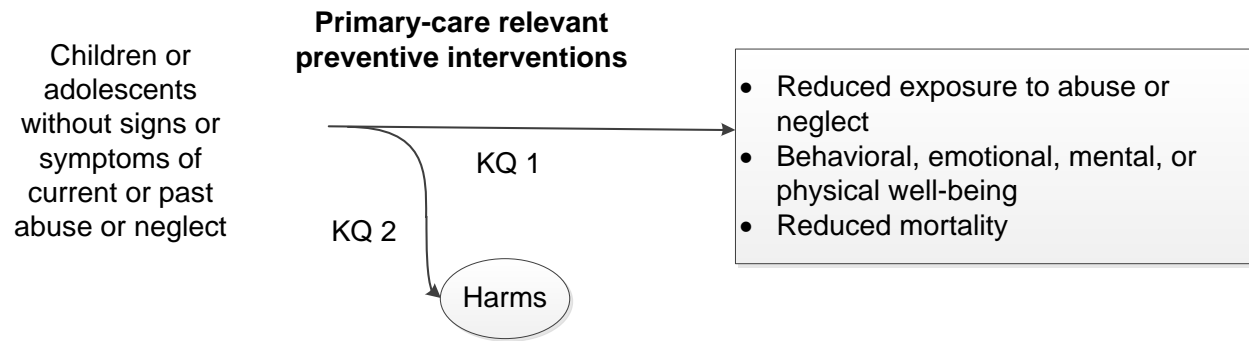 Children or
adolescents
without signs or
symptoms of
current or past
abuse or neglect
Primary-care relevant
preventive interventions
KQ 1
KQ 2
Harms
• Reduced exposure to abuse or
neglect
• Behavioral, emotional, mental, or
physical well-being
• Reduced mortality